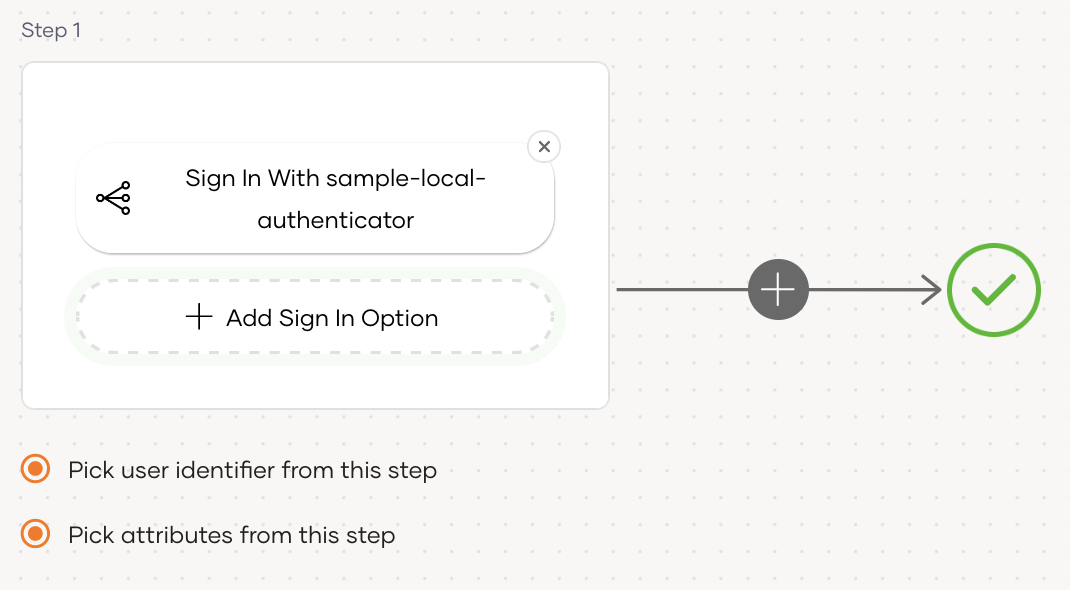 Step 1
Sign In With sample-local-
authenticator
Add Sign In Option
Pick user identifier from this step
Pick attributes from this step